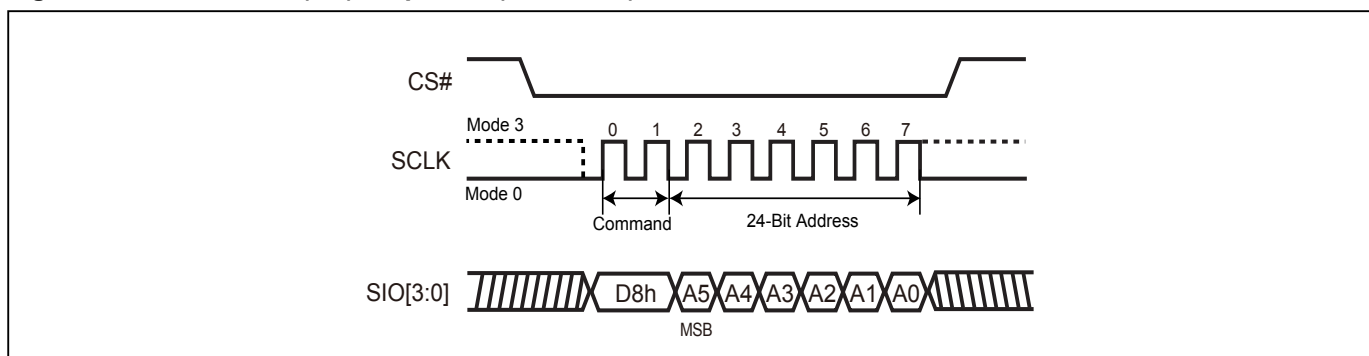 CS#
Mode 3
0 1 2 3 4 5 6 7
SCLK
Mode 0
Command
24-Bit Address
SIO[3:0]
D8h A5 A4 A3 A2 A1 A0
MSB